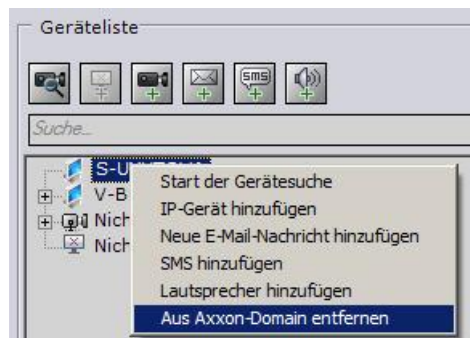 Geräteliste
sms
Suche...
S-U
V-B
Nich
Nich
Start der Gerätesuche
IP-Gerät hinzufügen
Neue E-Mail-Nachricht hinzufügen
SMS hinzufügen
Lautsprecher hinzufügen
Aus Axxon-Domain entfernen